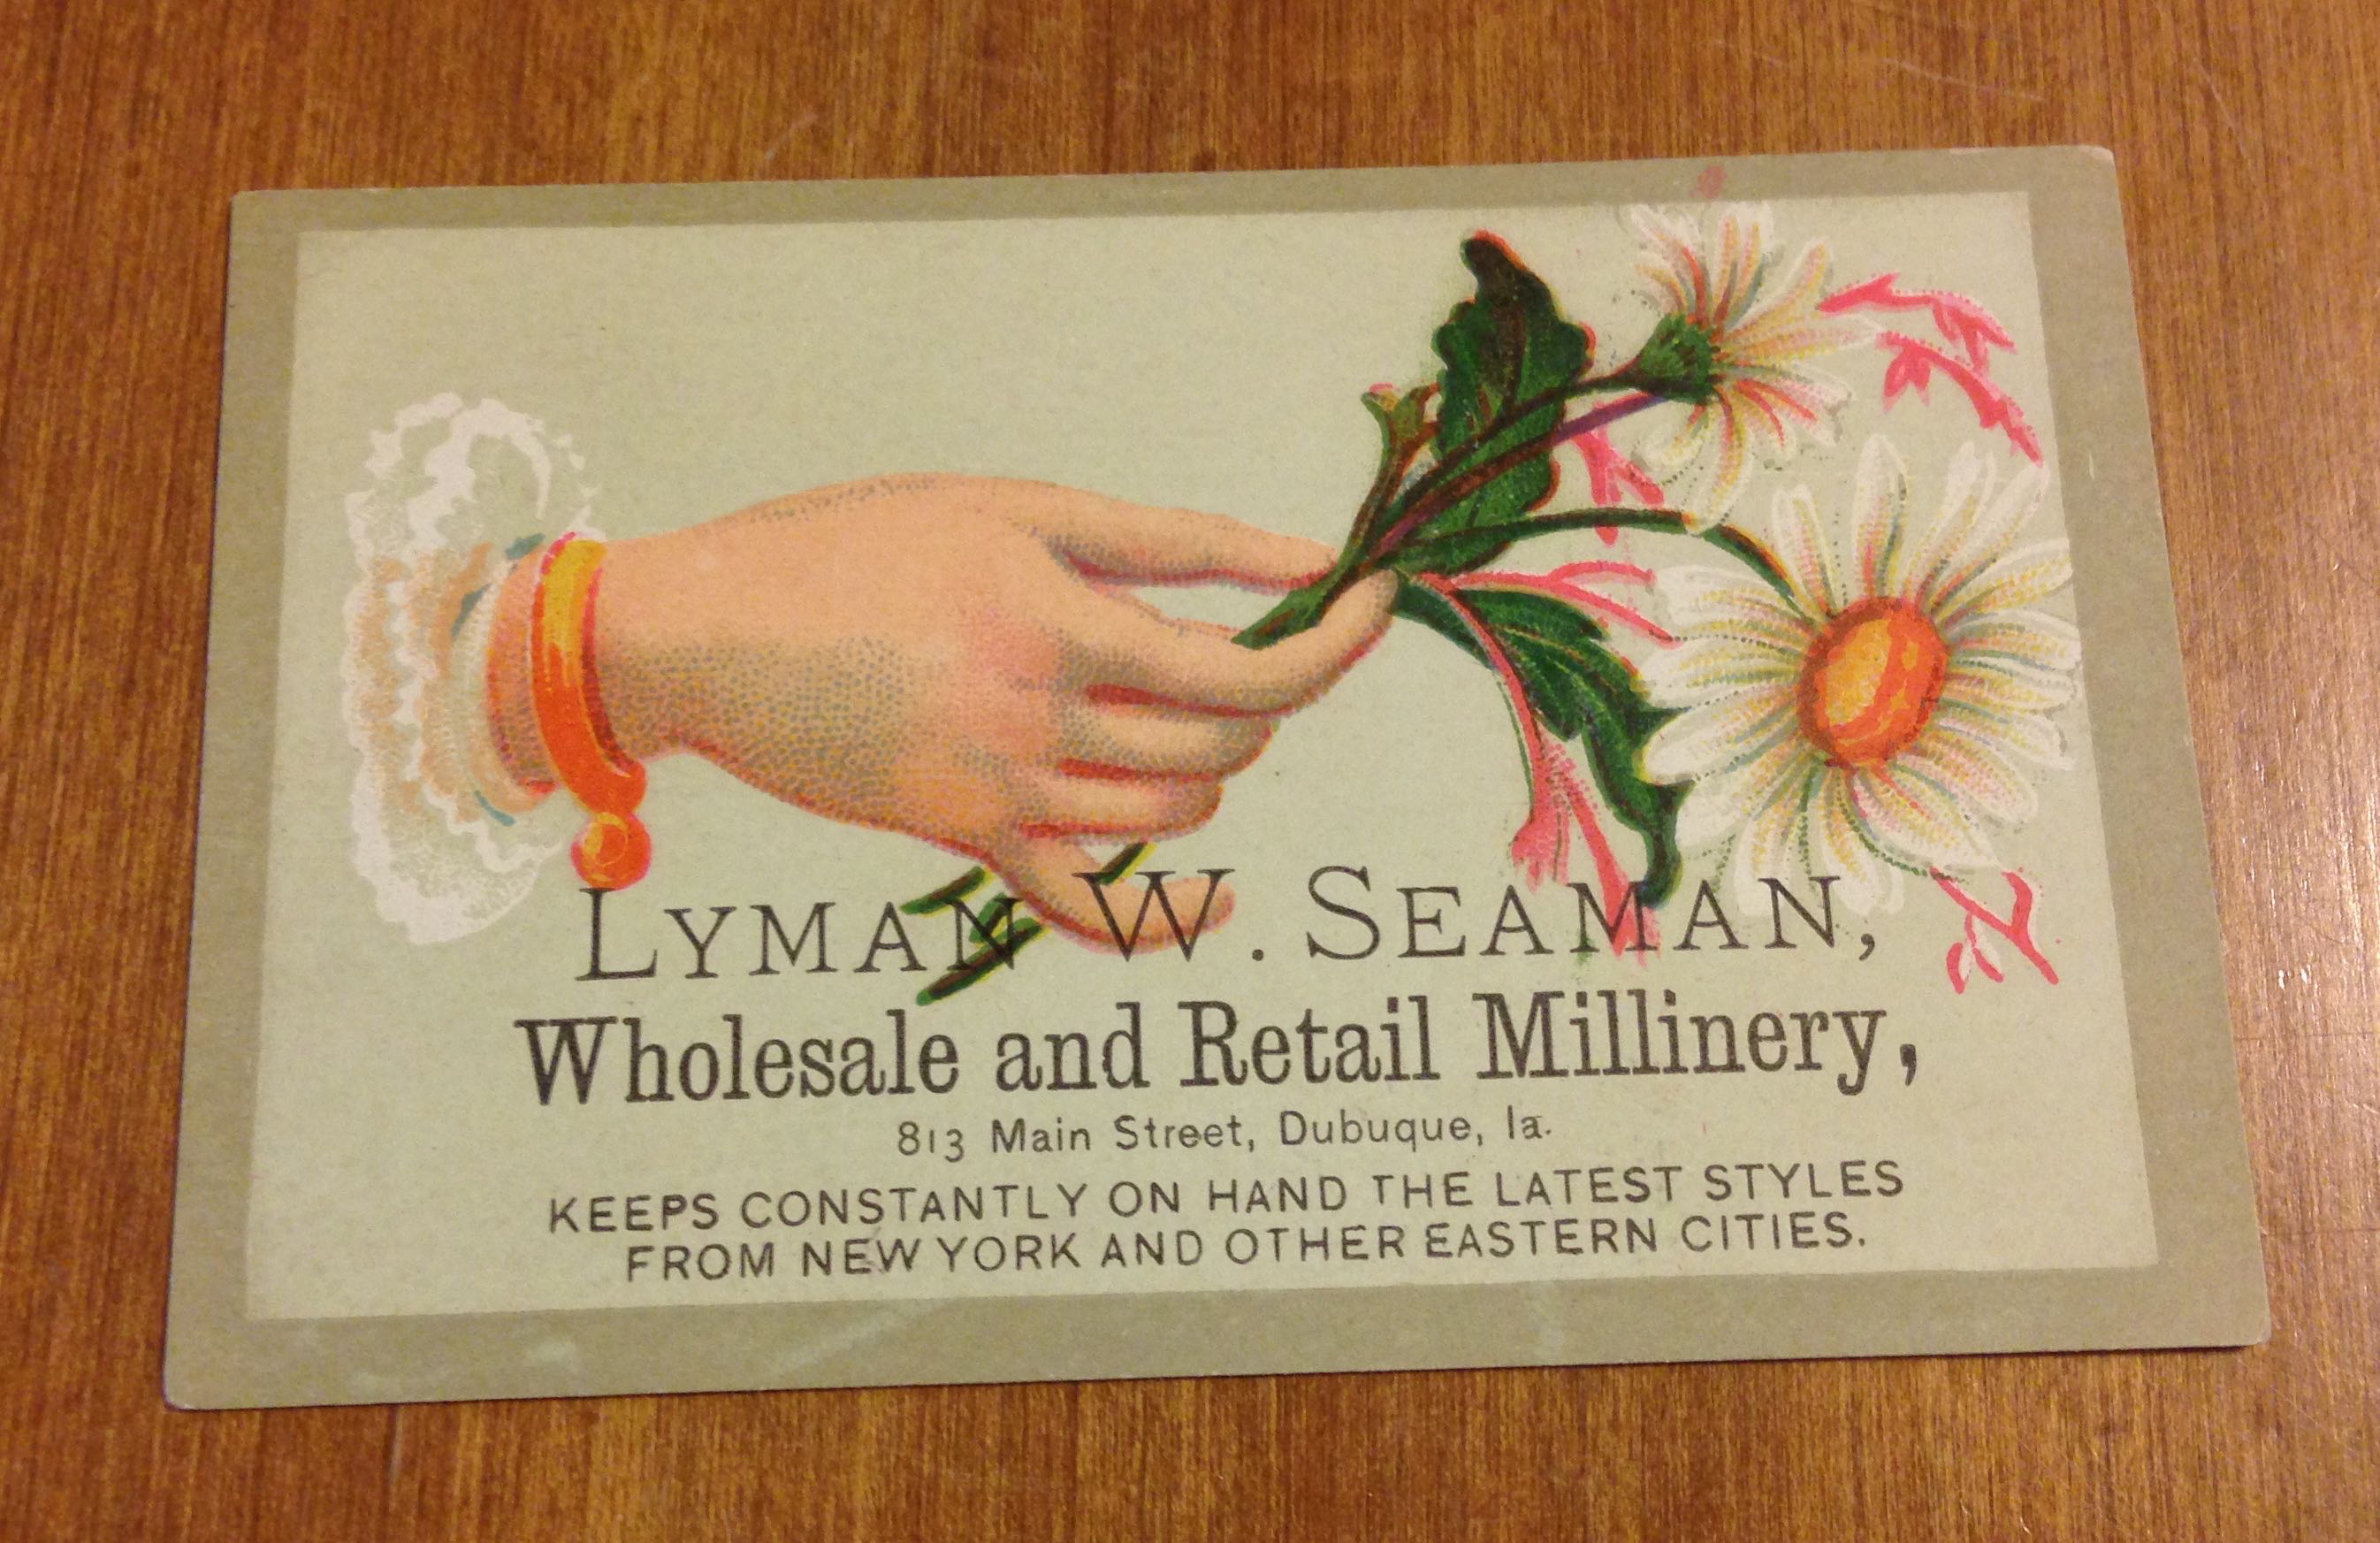 LYMAN W. SEAMAN,
Wholesale and Retail Millinery,
813 Main Street, Dubuque, Ia.
KEEPS CONSTANTLY ON HAND THE LATEST STYLES
FROM NEW YORK AND OTHER EASTERN CITIES.